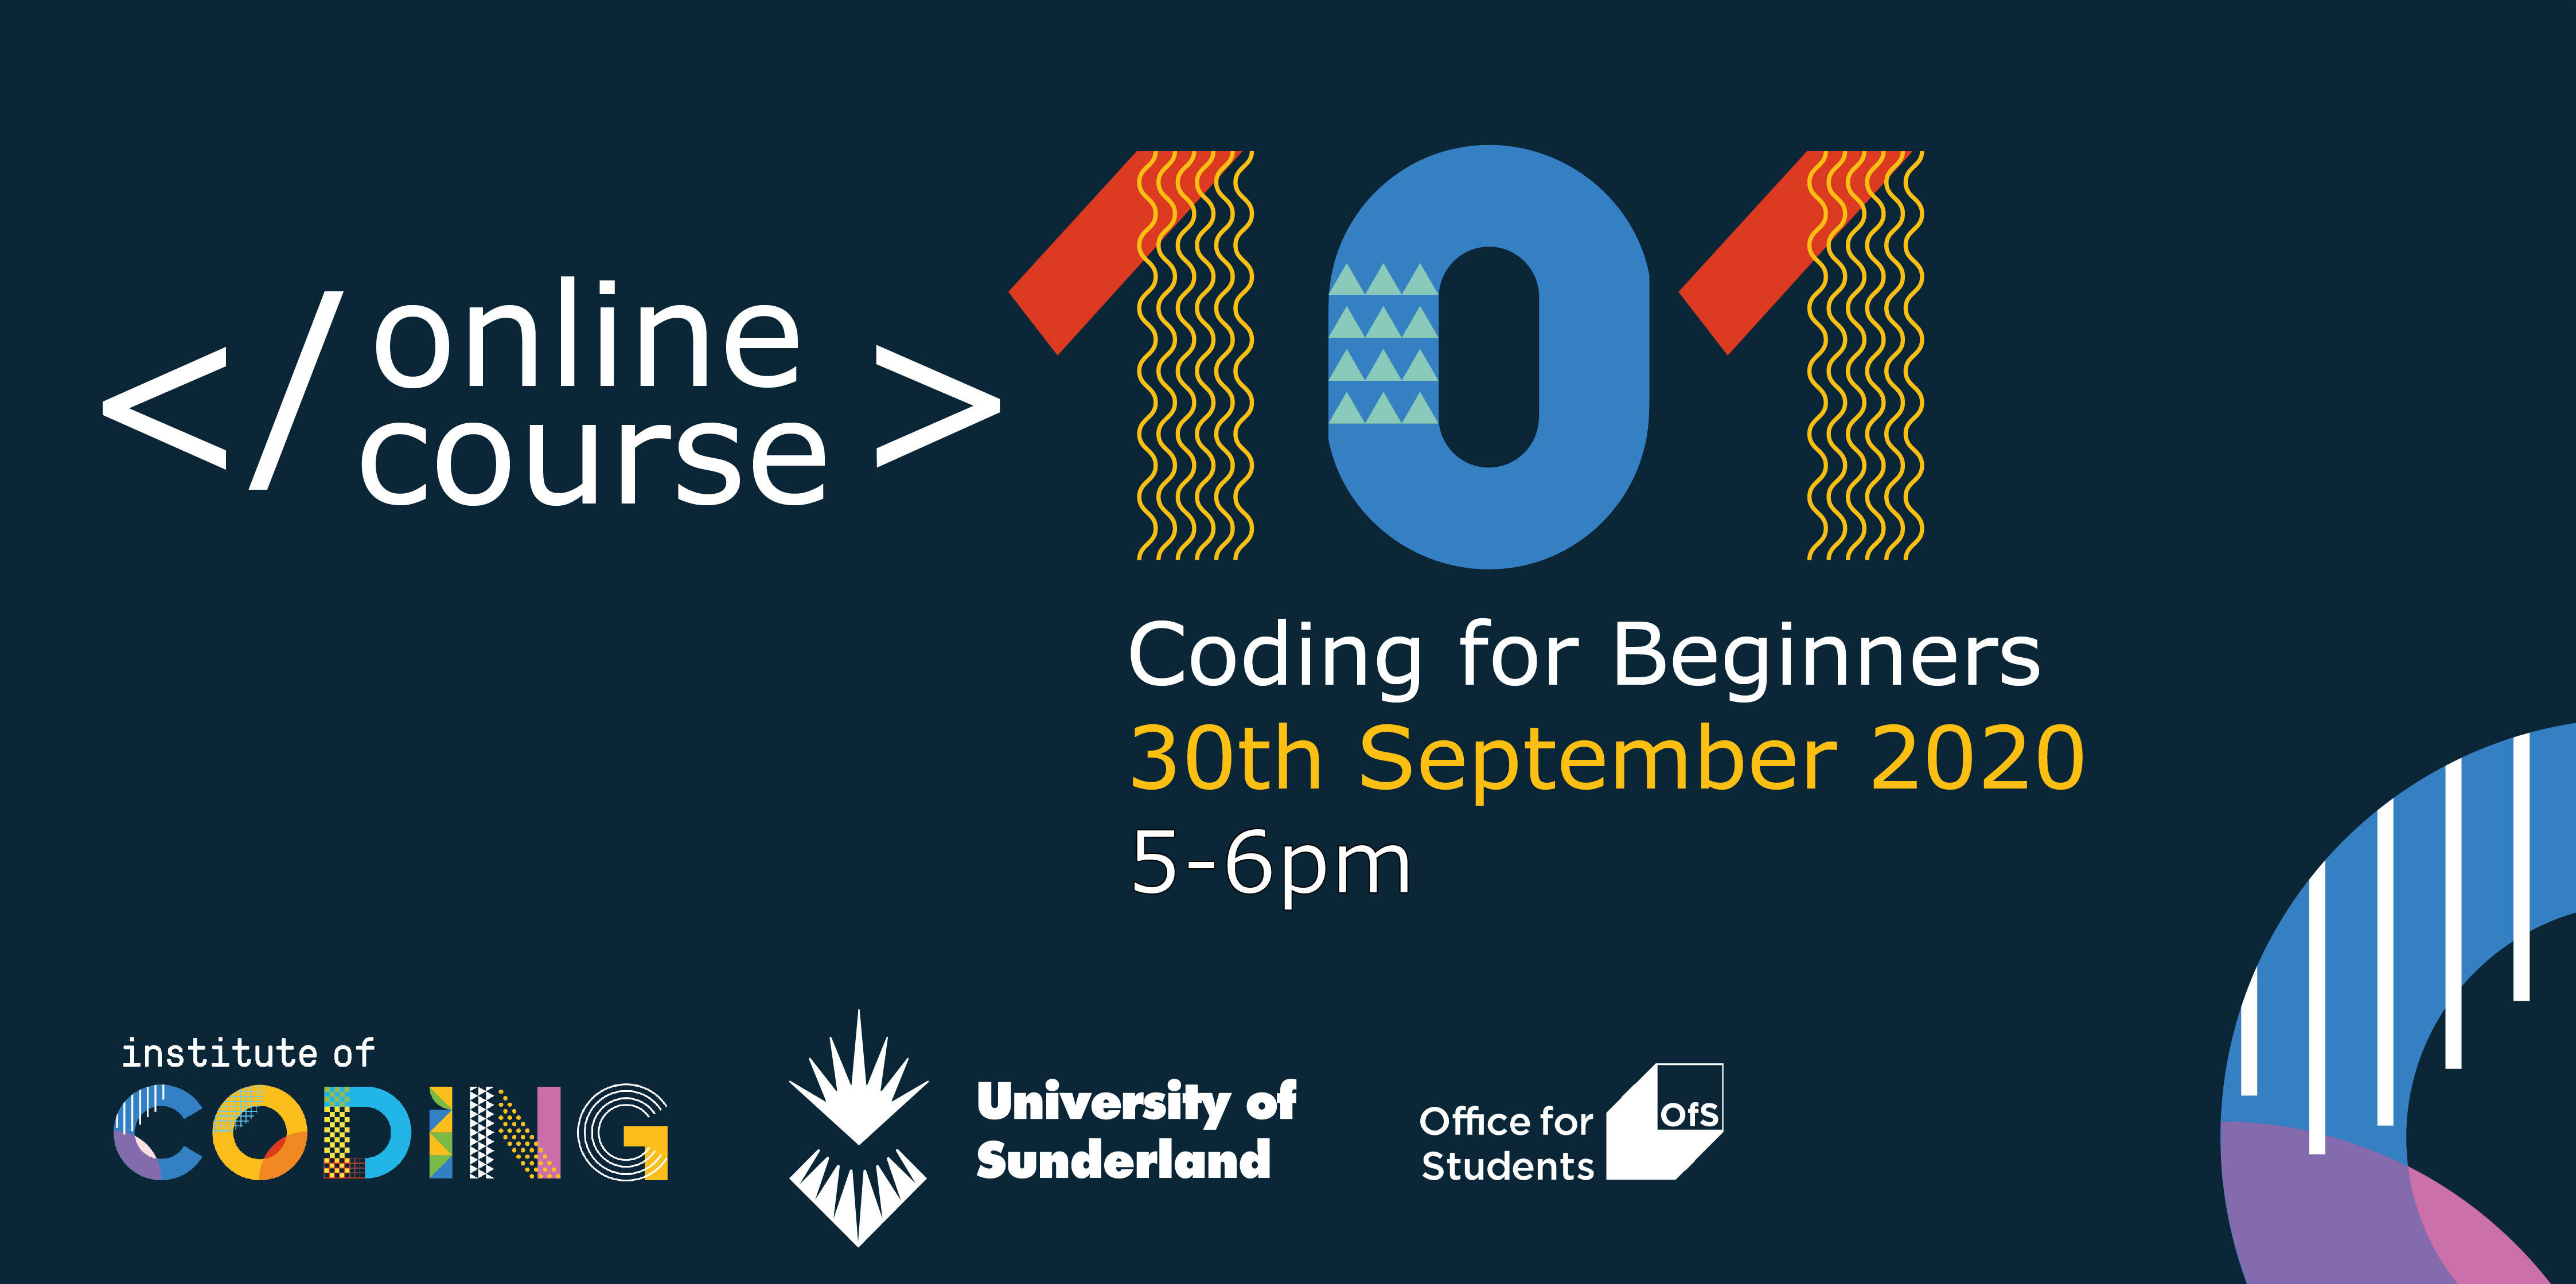 </ online course > 101
Coding for Beginners
30th September 2020
5-6pm
institute of
CODING
University of
Sunderland
Office for
Students
OfS